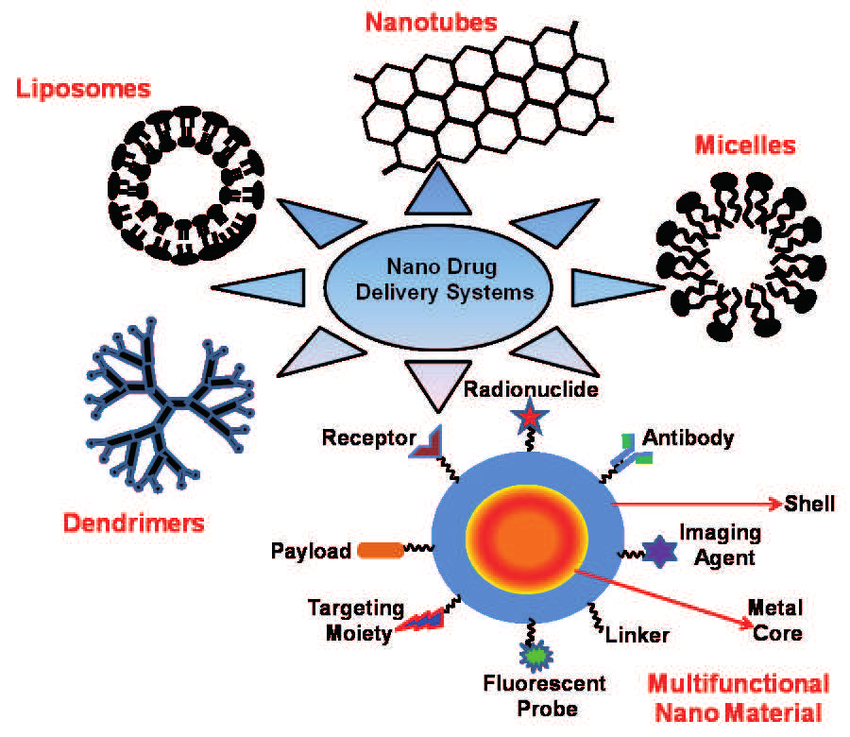 Nanotubes
Liposomes
Micelles
Nano Drug
Delivery Systems
Radionuclide
Receptor
Antibody
Shell
Dendrimers
Payload
Imaging
Agent
Targeting
Moiety
Metal
Core
Linker
Fluorescent
Probe
Multifunctional
Nano Material